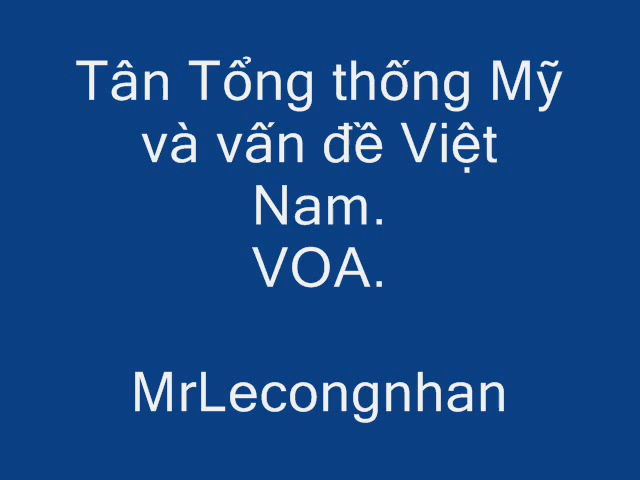 Tân Tổng thống Mỹ
và vấn đề Việt
Nam.
VOA.
MrLecongnhan